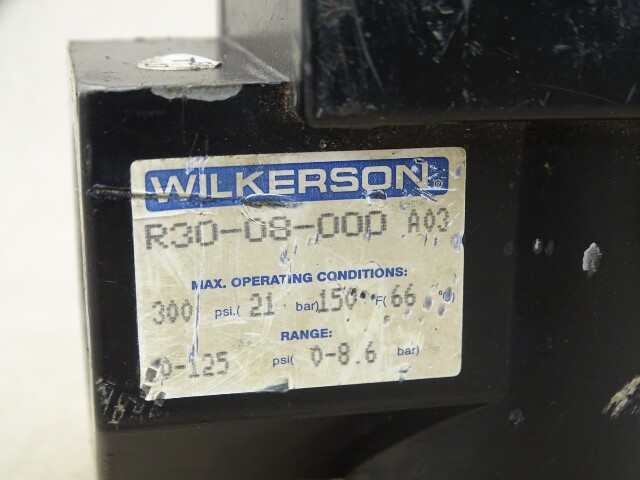 WILKERSON®
R30-08-000 A03
MAX. OPERATING CONDITIONS:
300 psi.( 21 bar) 150° F( 66 °
RANGE:
0-125 psi( 0-8.6 bar)